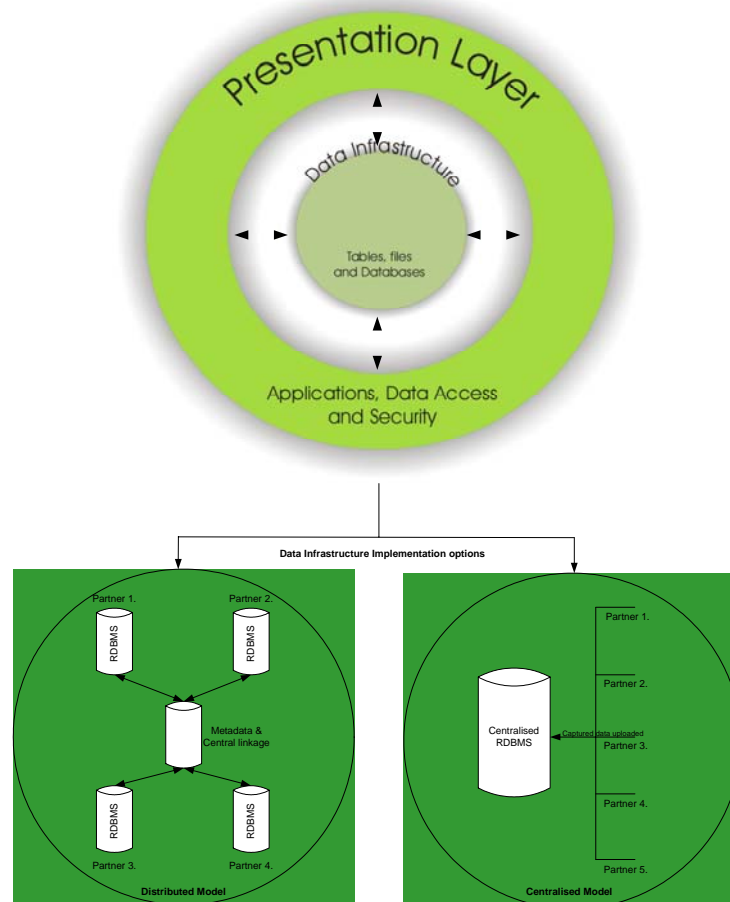 Presentation Layer
Data Infrastructure
Tables, files
and Databases
Applications, Data Access
and Security
Data Infrastructure Implementation options
Partner 1.
Partner 2.
RDBMS
RDBMS
Metadata &
Central linkage
RDBMS
RDBMS
Partner 3.
Partner 4.
Distributed Model
Partner 1.
Partner 2.
Centralised
RDBMS
Captured data uploaded
Partner 3.
Partner 4.
Partner 5.
Centralised Model